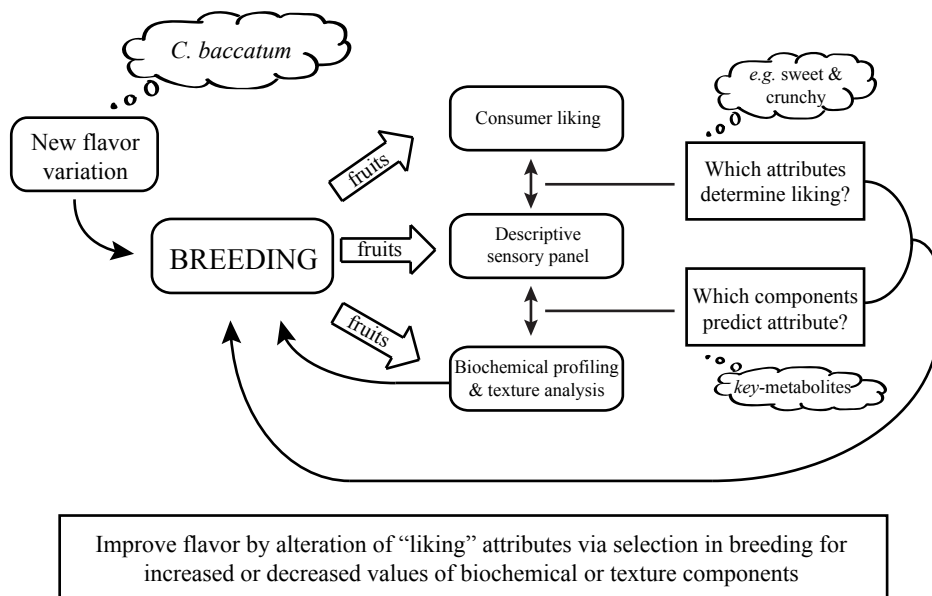 C. baccatum
New flavor
variation
BREEDING
fruits
fruits
fruits
Consumer liking
Descriptive
sensory panel
Biochemical profiling
& texture analysis
e.g. sweet &
crunchy
Which attributes
determine liking?
Which components
predict attribute?
key-metabolites
Improve flavor by alteration of “liking” attributes via selection in breeding for
increased or decreased values of biochemical or texture components